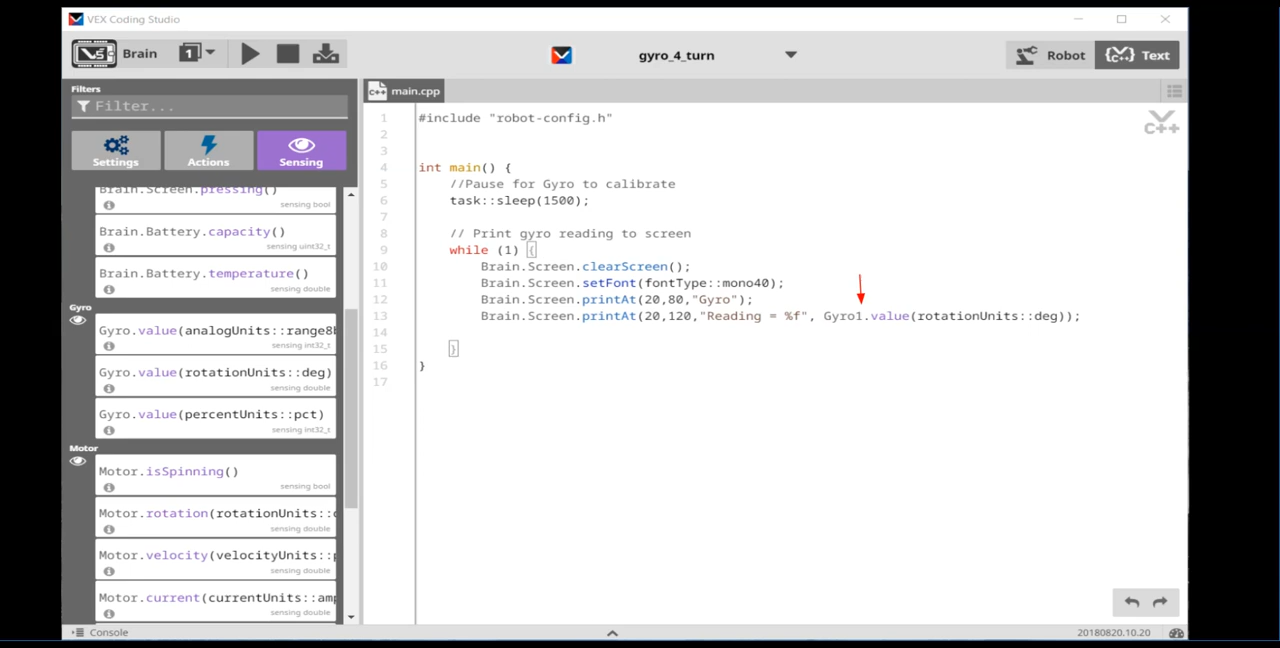 VEX Coding Studio
V5 Brain 1 gyro_4_turn Robot {C++} Text
Filters
Filter...
Settings Actions Sensing
Brain.Screen.pressing()
sensing bool
Brain.Battery.capacity()
sensing uint32_t
Brain.Battery.temperature()
sensing double
Gyro
Gyro.value(analogUnits::range8b
sensing int32_t
Gyro.value(rotationUnits::deg)
sensing double
Gyro.value(percentUnits::pct)
sensing int32_t
Motor
Motor.isSpinning()
sensing bool
Motor.rotation(rotationUnits::
sensing double
Motor.velocity(velocityUnits::
sensing double
Motor.current(currentUnits::amp
sensing double
C++ main.cpp
C++
1 #include "robot-config.h"
2
3
4 int main() {
5 //Pause for Gyro to calibrate
6 task::sleep(1500);
7
8 // Print gyro reading to screen
9 while (1) {
10 Brain.Screen.clearScreen();
11 Brain.Screen.setFont(fontType::mono40);
12 Brain.Screen.printAt(20,80,"Gyro");
13 Brain.Screen.printAt(20,120,"Reading = %f", Gyro1.value(rotationUnits::deg));
14
15 }
16 }
17
Console 20180820.10.20